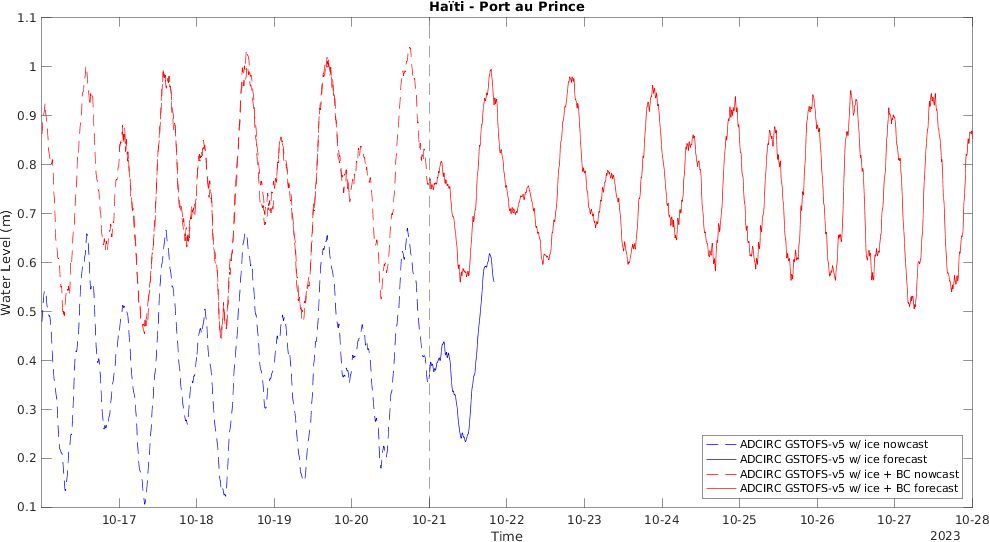 Haïti - Port au Prince
Water Level (m)
1.1
1
0.9
0.8
0.7
0.6
0.5
0.4
0.3
0.2
0.1
ADCIRC GSTOFS-v5 w/ ice nowcast
ADCIRC GSTOFS-v5 w/ ice forecast
ADCIRC GSTOFS-v5 w/ ice + BC nowcast
ADCIRC GSTOFS-v5 w/ ice + BC forecast
10-17 10-18 10-19 10-20 10-21 10-22 10-23 10-24 10-25 10-26 10-27 10-28
Time
2023